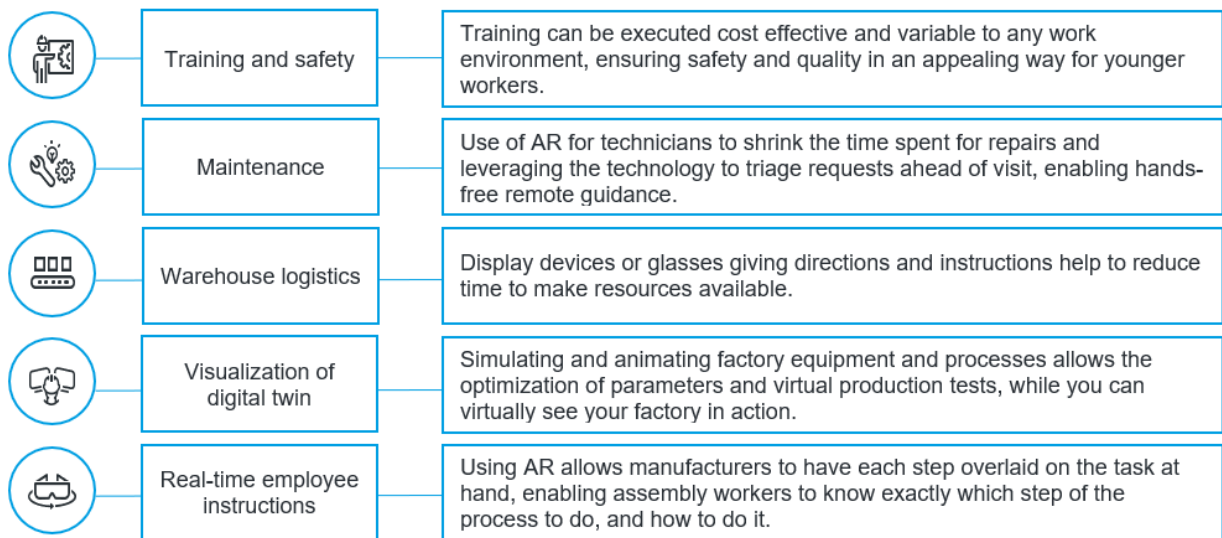 Training and safety
Training can be executed cost effective and variable to any work
environment, ensuring safety and quality in an appealing way for younger
workers.
Maintenance
Use of AR for technicians to shrink the time spent for repairs and
leveraging the technology to triage requests ahead of visit, enabling hands-
free remote guidance.
Warehouse logistics
Display devices or glasses giving directions and instructions help to reduce
time to make resources available.
Visualization of
digital twin
Simulating and animating factory equipment and processes allows the
optimization of parameters and virtual production tests, while you can
virtually see your factory in action.
Real-time employee
instructions
Using AR allows manufacturers to have each step overlaid on the task at
hand, enabling assembly workers to know exactly which step of the
process to do, and how to do it.